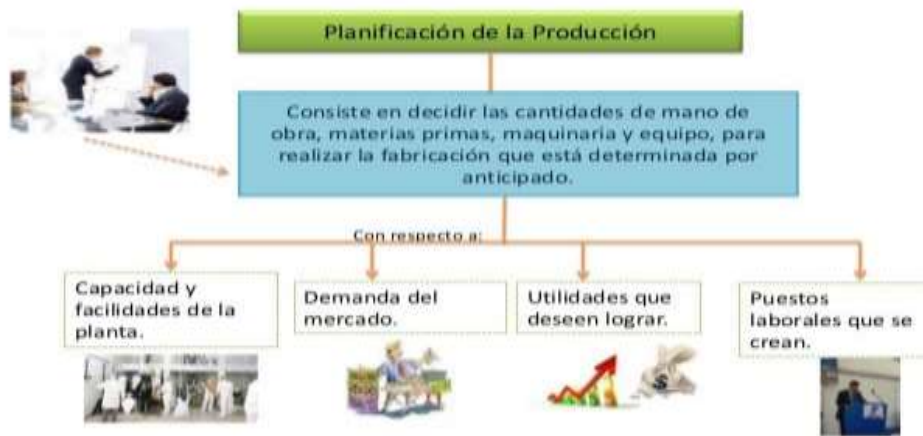 Planificación de la Producción
Consiste en decidir las cantidades de mano de
obra, materias primas, maquinaria y equipo, para
realizar la fabricación que está determinada por
anticipado.
Con respecto a:
Capacidad y
facilidades de la
planta.
Demanda del
mercado.
Utilidades que
deseen lograr.
Puestos
laborales que se
crean.
$